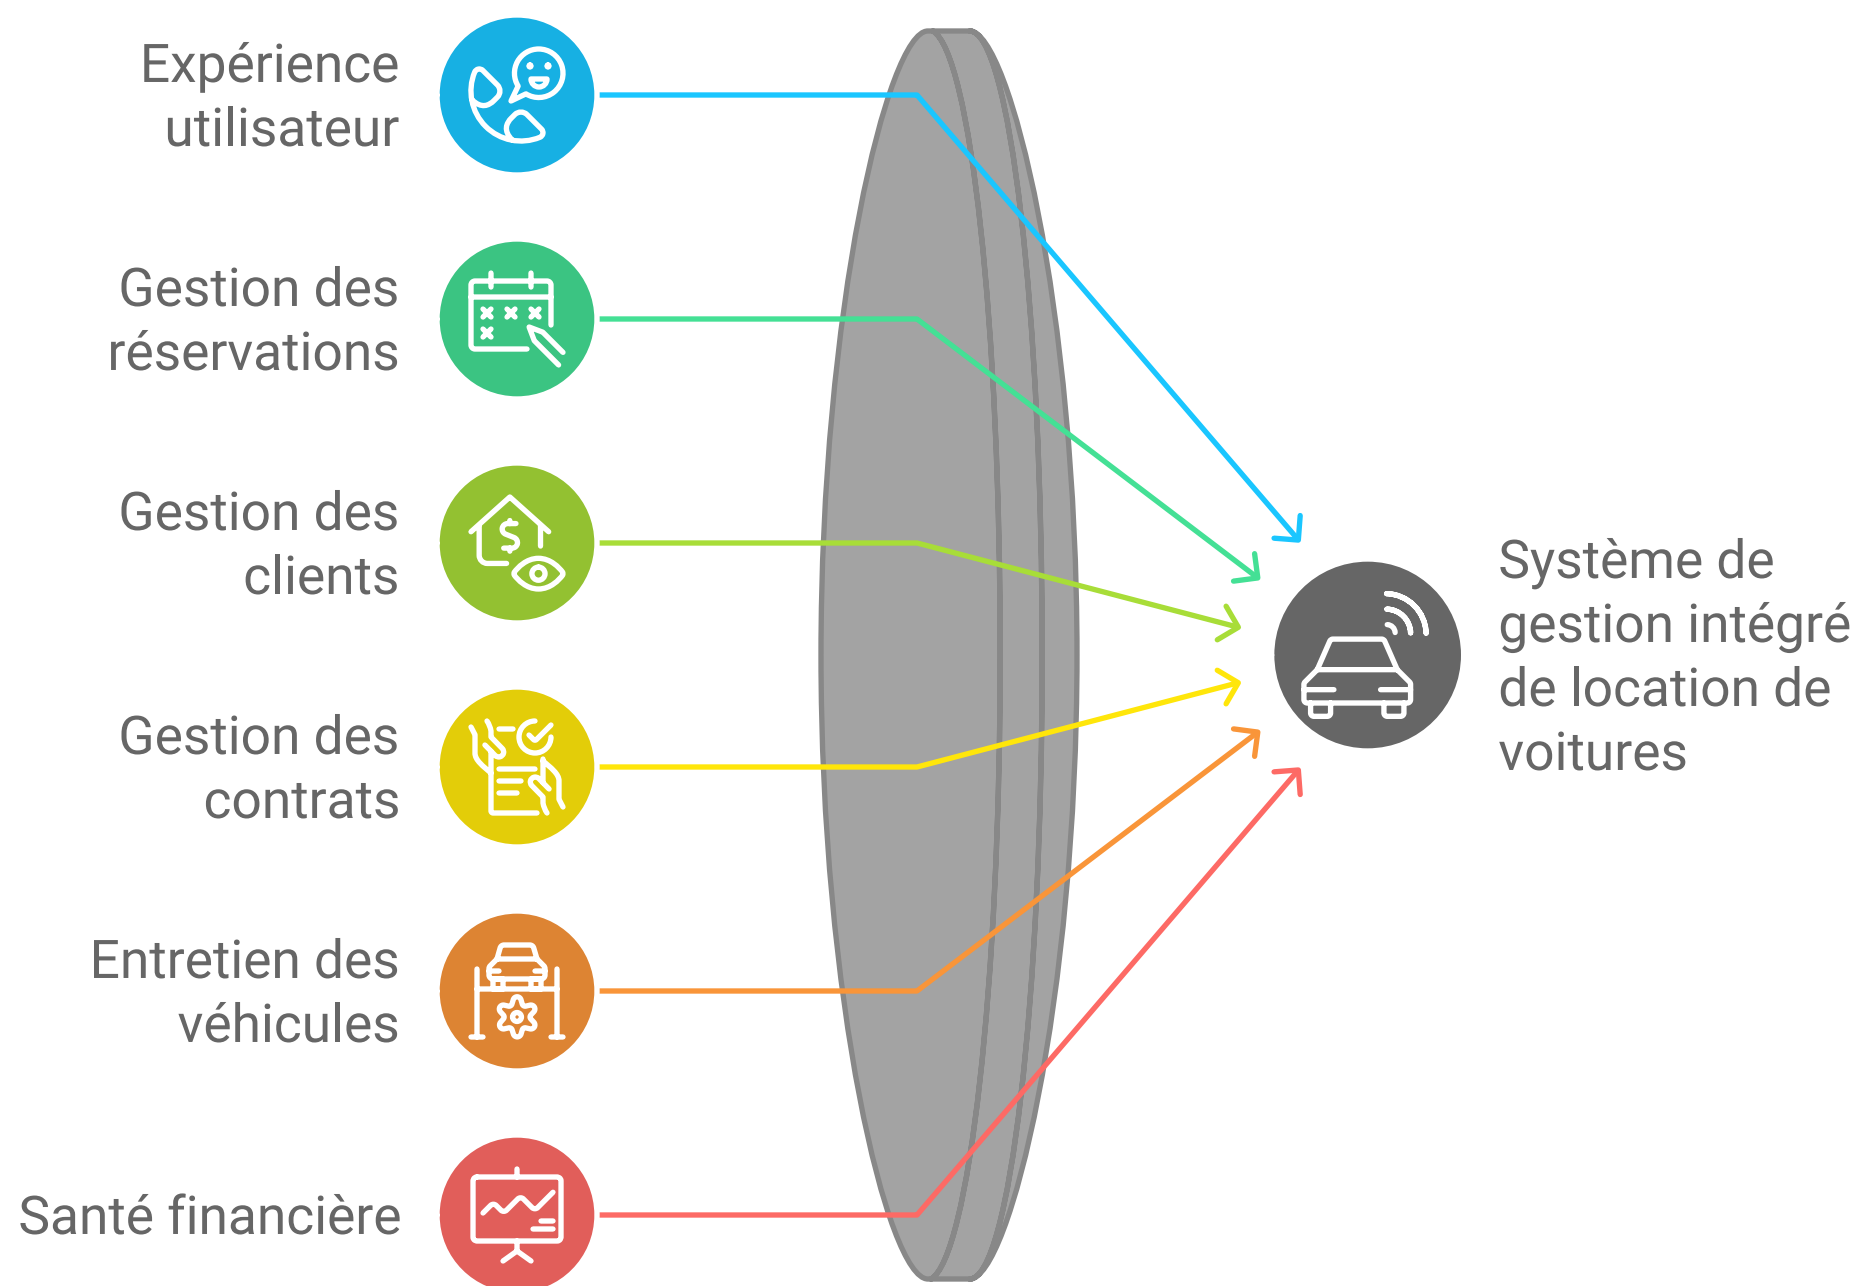 Expérience
utilisateur
Gestion des
réservations
Gestion des
clients
Gestion des
contrats
Entretien des
véhicules
Santé financière
Système de
gestion intégré
de location de
voitures